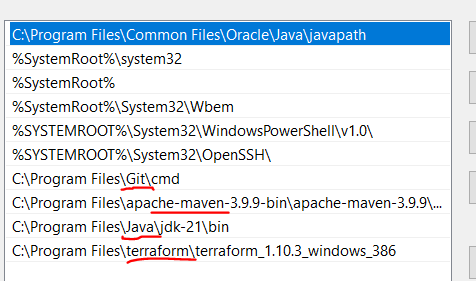 C:\Program Files\Common Files\Oracle\Java\javapath
%SystemRoot%\system32
%SystemRoot%
%SystemRoot%\System32\Wbem
%SYSTEMROOT%\System32\WindowsPowerShell\v1.0\
%SYSTEMROOT%\System32\OpenSSH\
C:\Program Files\Git\cmd
C:\Program Files\apache-maven-3.9.9-bin\apache-maven-3.9.9\...
C:\Program Files\Java\jdk-21\bin
C:\Program Files\terraform\terraform_1.10.3_windows_386